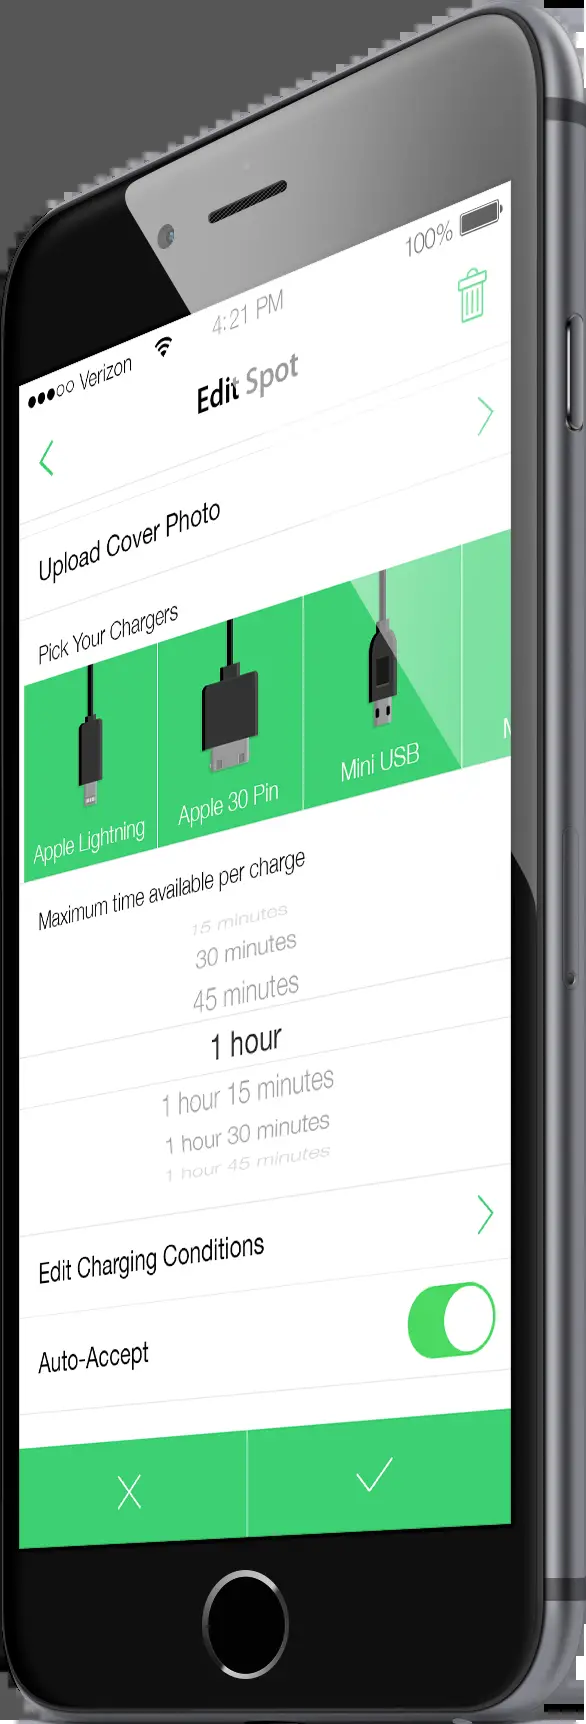 Verizon 4:21 PM 100%
Edit Spot
Upload Cover Photo
Pick Your Chargers
Apple Lightning
Apple 30 Pin
Mini USB
Maximum time available per charge
15 minutes
30 minutes
45 minutes
1 hour
1 hour 15 minutes
1 hour 30 minutes
1 hour 45 minutes
Edit Charging Conditions
Auto-Accept